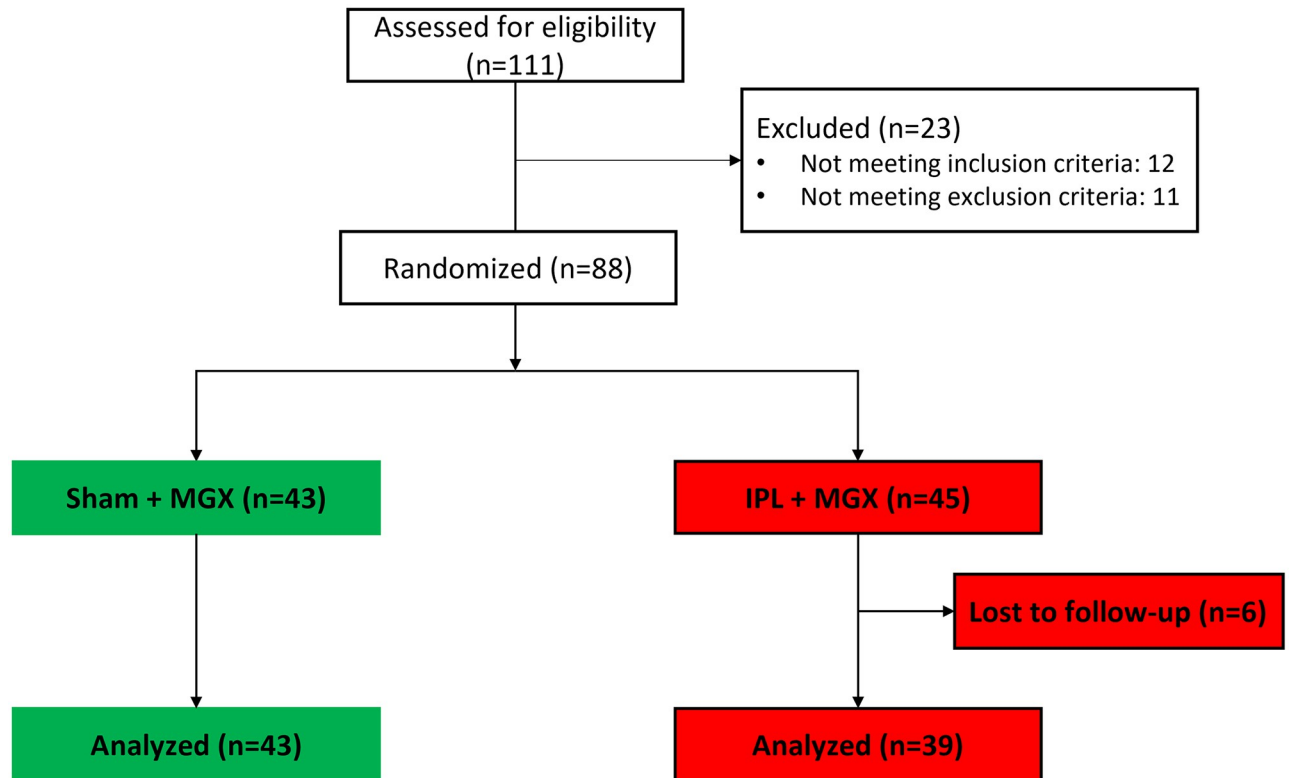 Assessed for eligibility
(n=111)
Excluded (n=23)
• Not meeting inclusion criteria: 12
• Not meeting exclusion criteria: 11
Randomized (n=88)
Sham + MGX (n=43)
IPL + MGX (n=45)
Lost to follow-up (n=6)
Analyzed (n=43)
Analyzed (n=39)